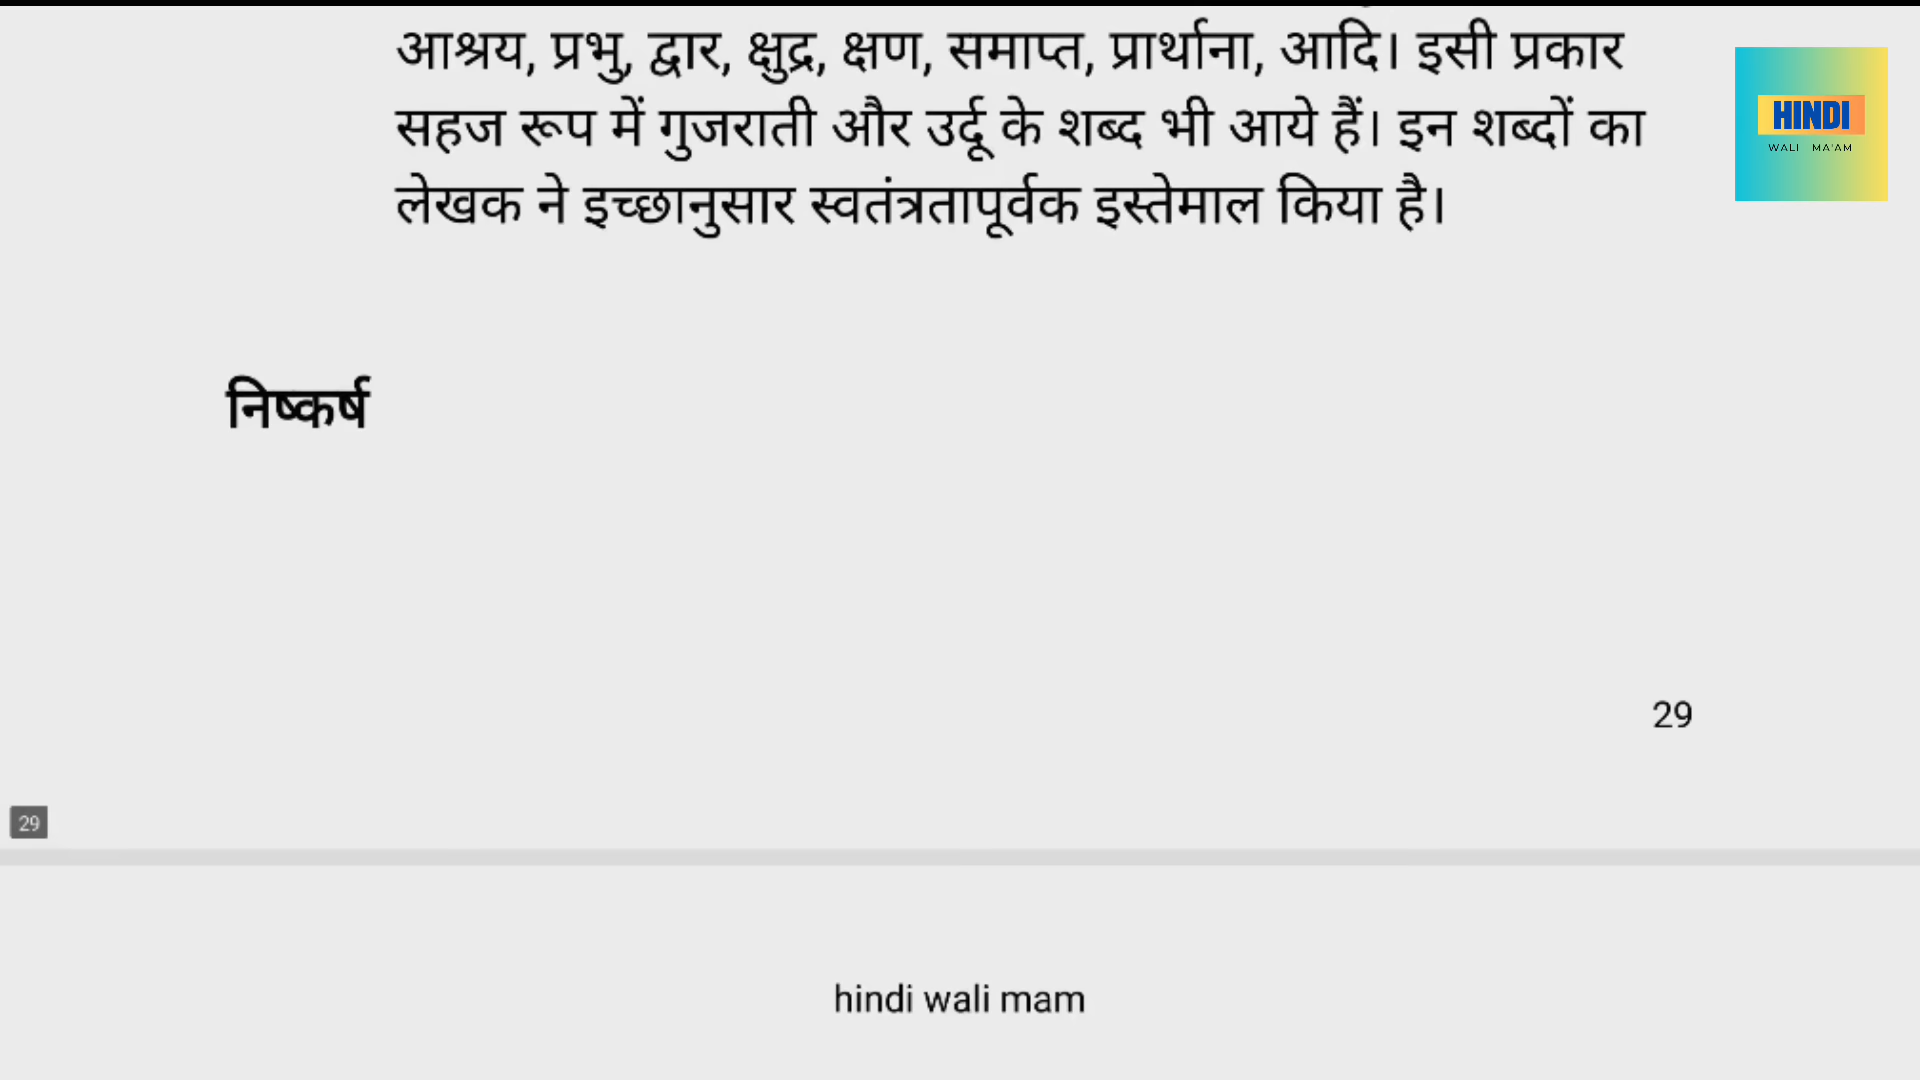 आश्रय, प्रभु, द्वार, क्षुद्र, क्षण, समाप्त, प्रार्थाना, आदि। इसी प्रकार
सहज रूप में गुजराती और उर्दू के शब्द भी आये हैं। इन शब्दों का
लेखक ने इच्छानुसार स्वतंत्रतापूर्वक इस्तेमाल किया है।
HINDI
WALI MA'AM
निष्कर्ष
29
29
hindi wali mam